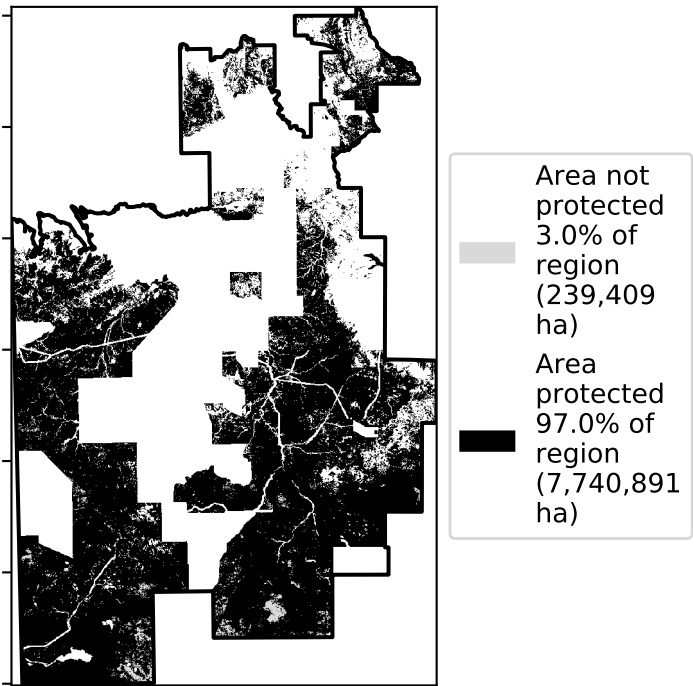 Area not
protected
3.0% of
region
(239,409
ha)
Area
protected
97.0% of
region
(7,740,891
ha)